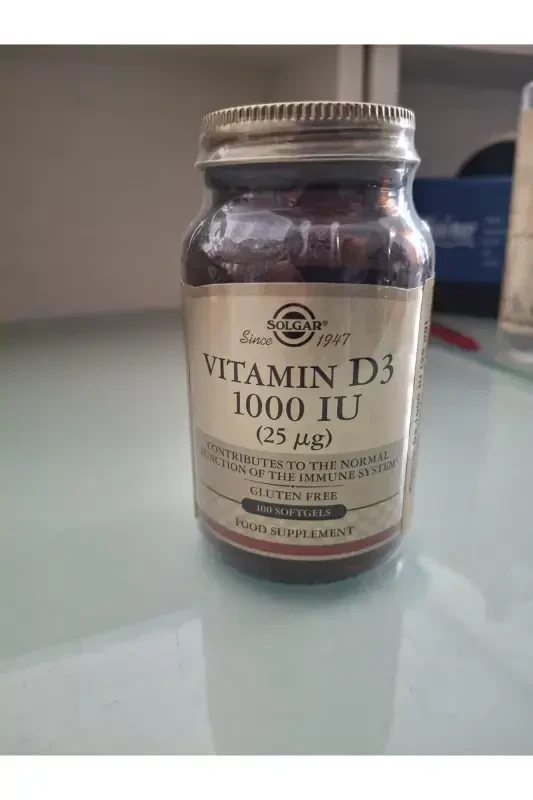 SOLGAR®
Since 1947
VITAMIN D3
1000 IU
(25 µg)
CONTRIBUTES TO THE NORMAL
FUNCTION OF THE IMMUNE SYSTEM
GLUTEN FREE
100 SOFTGELS
FOOD SUPPLEMENT